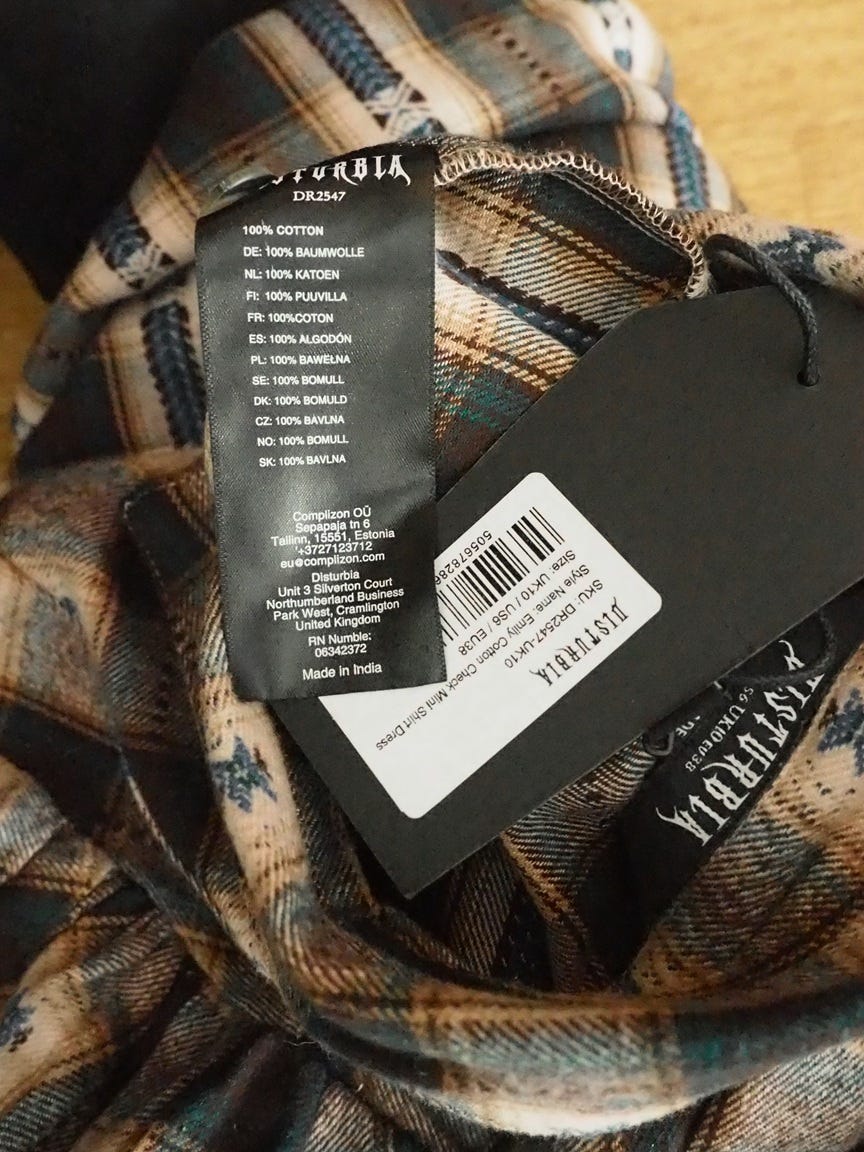 DISTURBIA
DR2547
100% COTTON
DE: 100% BAUMWOLLE
NL: 100% KATOEN
FI: 100% PUUVILLA
FR: 100%COTON
ES: 100% ALGODÓN
PL: 100% BAWEŁNA
SE: 100% BOMULL
DK: 100% BOMULD
CZ: 100% BAVLNA
NO: 100% BOMULL
SK: 100% BAVLNA
Complizon OÜ
Sepapaja tn 6
Tallinn, 15551, Estonia
+3727123712
eu@complizon.com
Disturbia
Unit 3 Silverton Court
Northumberland Business
Park West, Cramlington
United Kingdom
RN Numble:
06342372
Made in India
DISTURBIA
SKU: DR2547-UK10
Style Name: Emily Cotton Check Mini Shirt Dress
Size: UK10 / US6 / EU38
DISTURBIA
S6 UK10 EU38